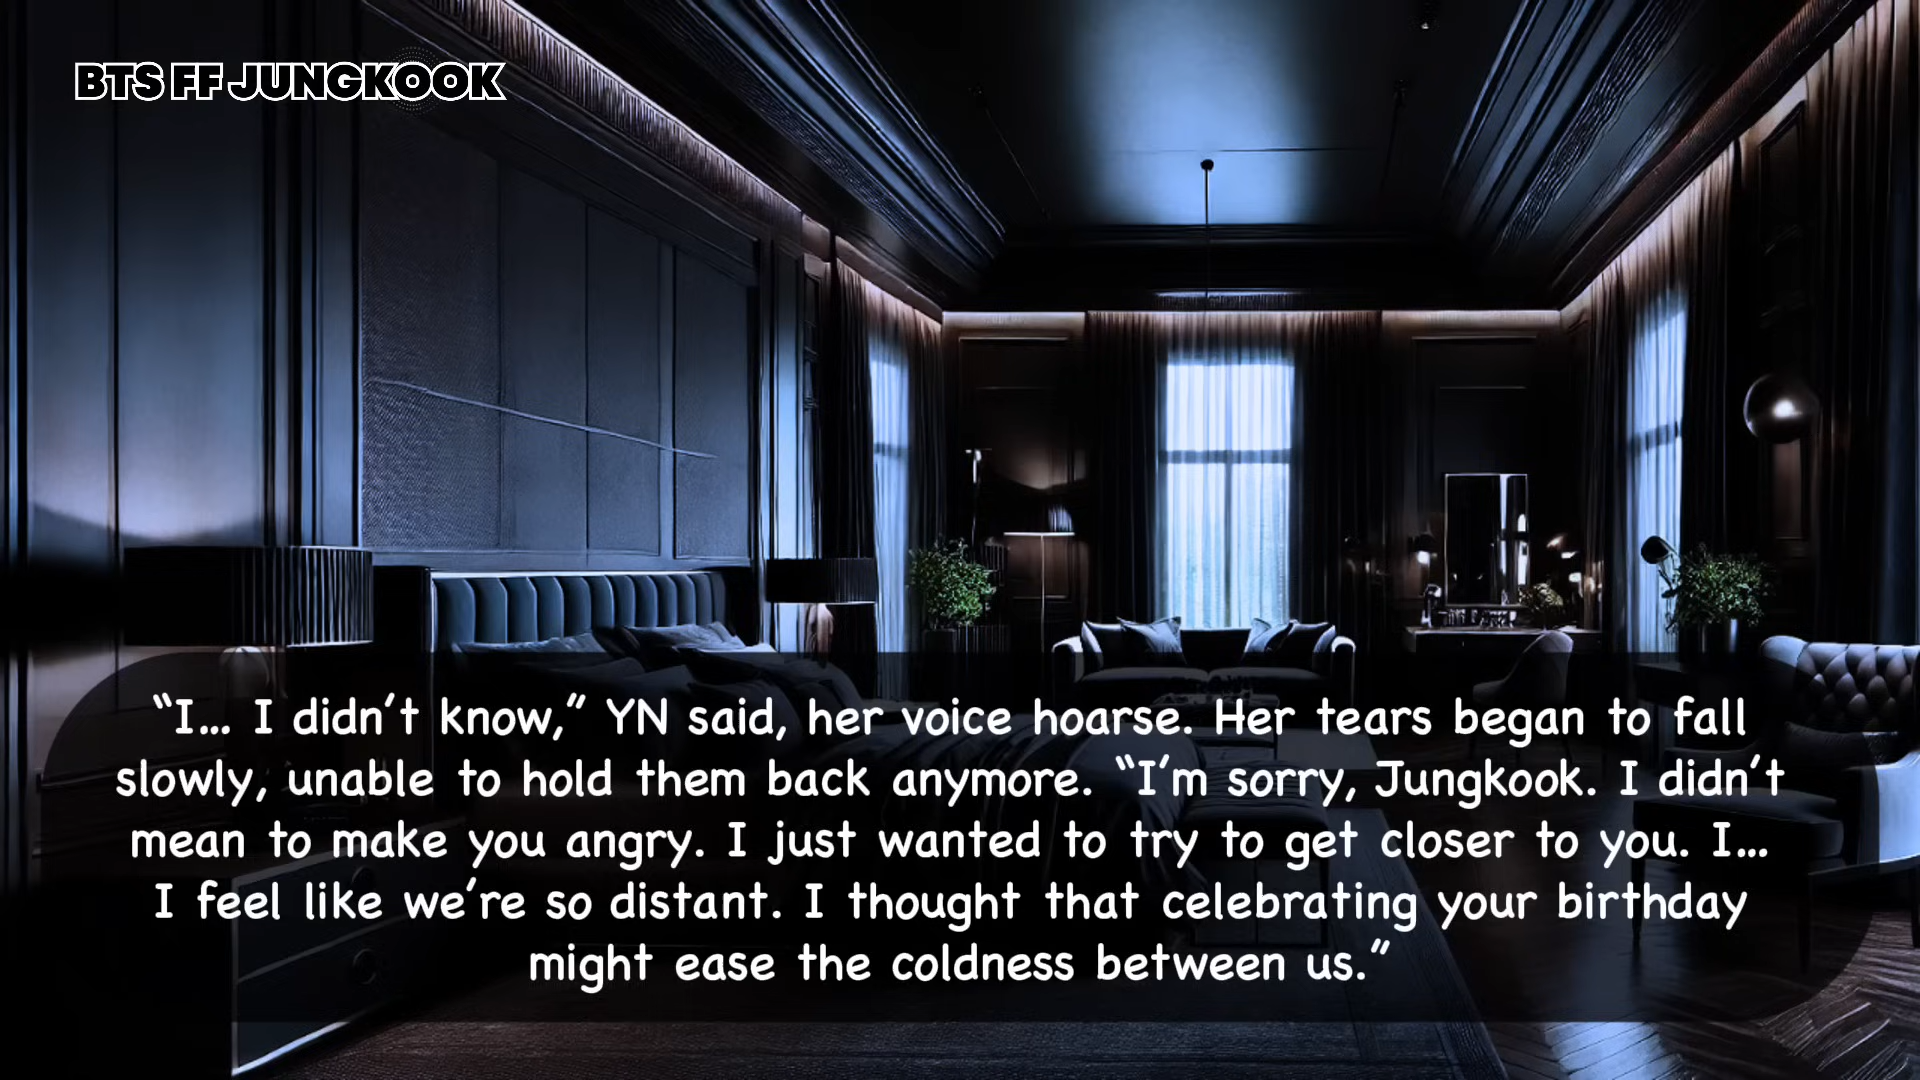 BTS FF JUNGKOOK
“I... I didn’t know,” YN said, her voice hoarse. Her tears began to fall
slowly, unable to hold them back anymore. “I’m sorry, Jungkook. I didn’t
mean to make you angry. I just wanted to try to get closer to you. I...
I feel like we’re so distant. I thought that celebrating your birthday
might ease the coldness between us.”